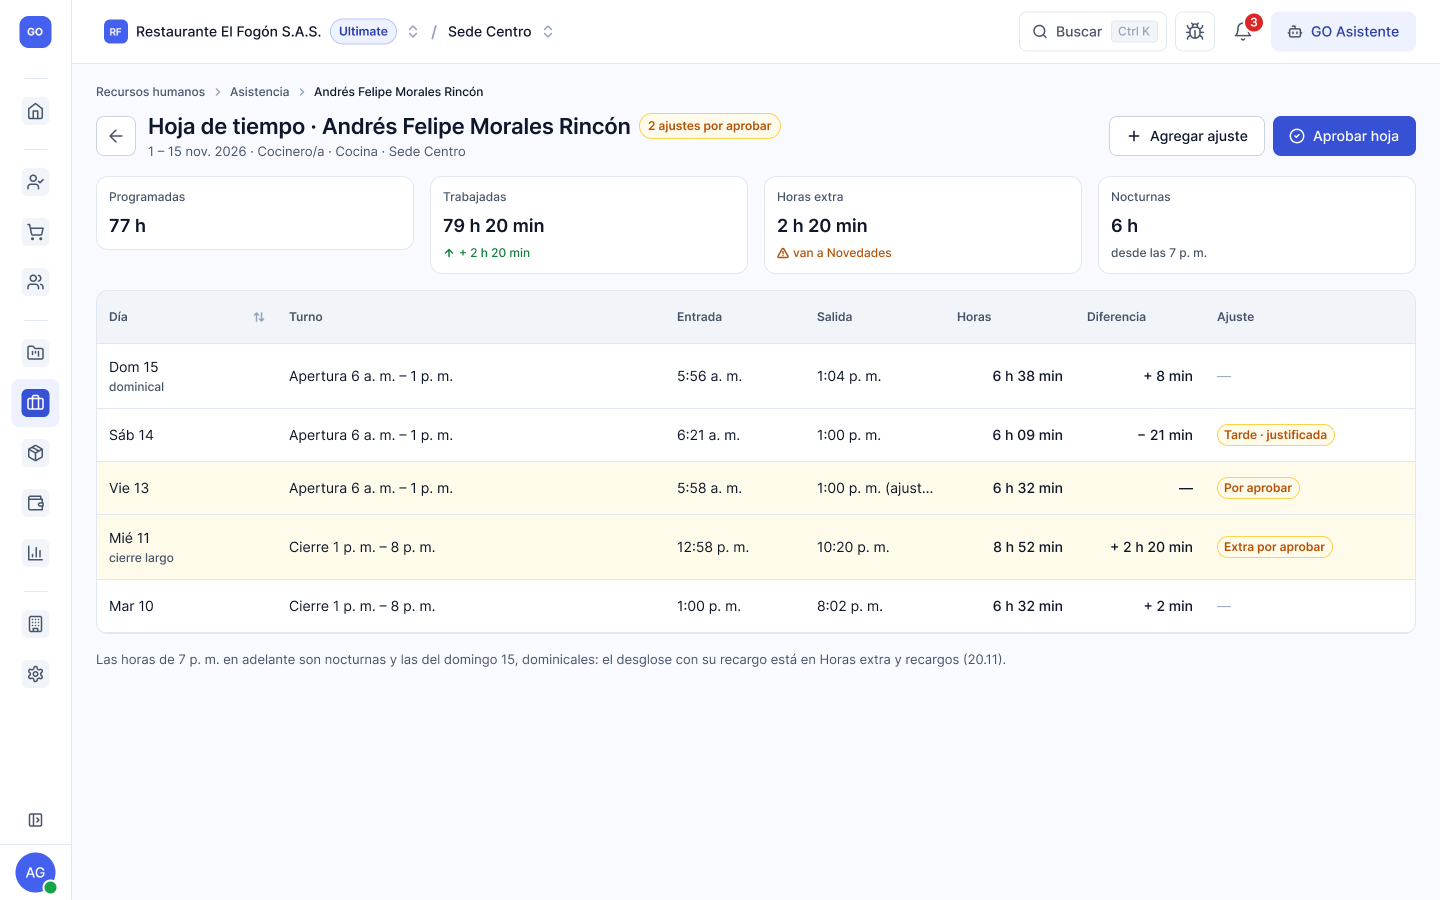 GO
RF Restaurante El Fogón S.A.S. Ultimate / Sede Centro
Buscar Ctrl K
3
GO Asistente
Recursos humanos > Asistencia > Andrés Felipe Morales Rincón
Hoja de tiempo · Andrés Felipe Morales Rincón 2 ajustes por aprobar
1 – 15 nov. 2026 · Cocinero/a · Cocina · Sede Centro
Agregar ajuste
Aprobar hoja
Programadas
77 h
Trabajadas
79 h 20 min
+ 2 h 20 min
Horas extra
2 h 20 min
van a Novedades
Nocturnas
6 h
desde las 7 p. m.
Día Turno Entrada Salida Horas Diferencia Ajuste
Dom 15
dominical
Apertura 6 a. m. – 1 p. m. 5:56 a. m. 1:04 p. m. 6 h 38 min + 8 min —
Sáb 14 Apertura 6 a. m. – 1 p. m. 6:21 a. m. 1:00 p. m. 6 h 09 min − 21 min Tarde · justificada
Vie 13 Apertura 6 a. m. – 1 p. m. 5:58 a. m. 1:00 p. m. (ajust… 6 h 32 min — Por aprobar
Mié 11
cierre largo
Cierre 1 p. m. – 8 p. m. 12:58 p. m. 10:20 p. m. 8 h 52 min + 2 h 20 min Extra por aprobar
Mar 10 Cierre 1 p. m. – 8 p. m. 1:00 p. m. 8:02 p. m. 6 h 32 min + 2 min —
Las horas de 7 p. m. en adelante son nocturnas y las del domingo 15, dominicales: el desglose con su recargo está en Horas extra y recargos (20.11).
AG